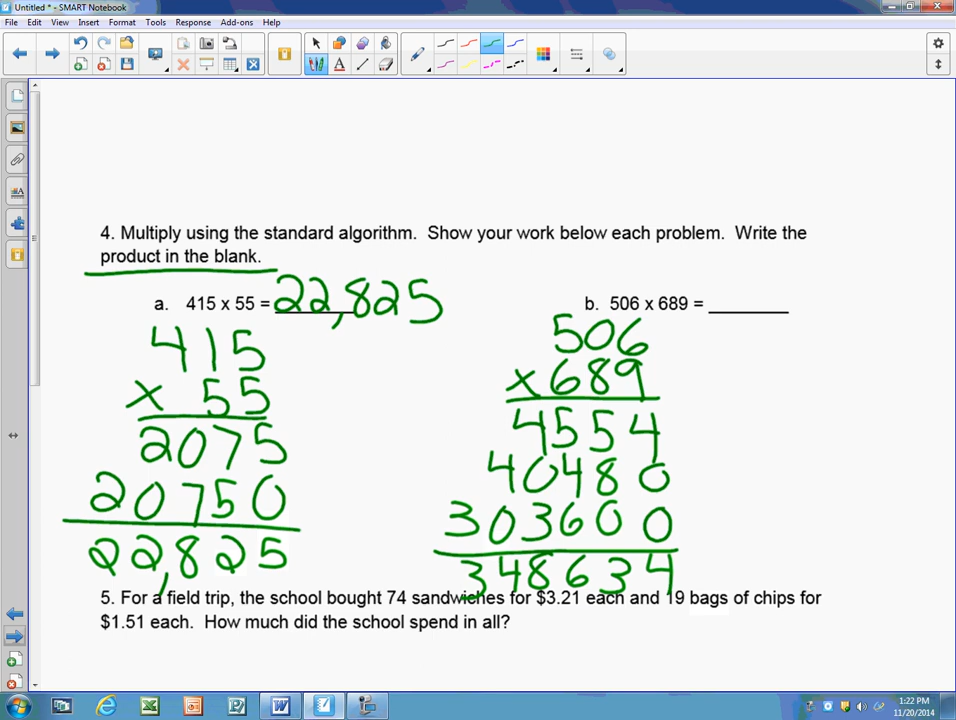 Untitled * - SMART Notebook
File Edit View Insert Format Tools Response Add-ons Help
4. Multiply using the standard algorithm. Show your work below each problem. Write the
product in the blank.
a. 415 x 55 = 22,825
b. 506 x 689 = ________
415
x 55
2075
20750
22,825
506
x 689
4554
40480
303600
348634
5. For a field trip, the school bought 74 sandwiches for $3.21 each and 19 bags of chips for
$1.51 each. How much did the school spend in all?
1:22 PM
11/20/2014